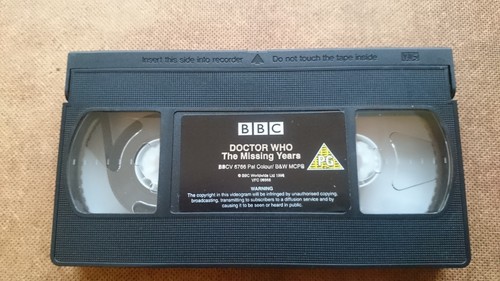 Insert this side into recorder Do not touch the tape inside VHS
BBC
DOCTOR WHO
The Missing Years
BBCV 6766 Pal Colour/ B&W MCPS
PG
© BBC Worldwide Ltd 1998
WARNING
The copyright in this videogram will be infringed by unauthorised copying,
broadcasting, transmitting to subscribers to a diffusion service and by
causing it to be seen or heard in public.